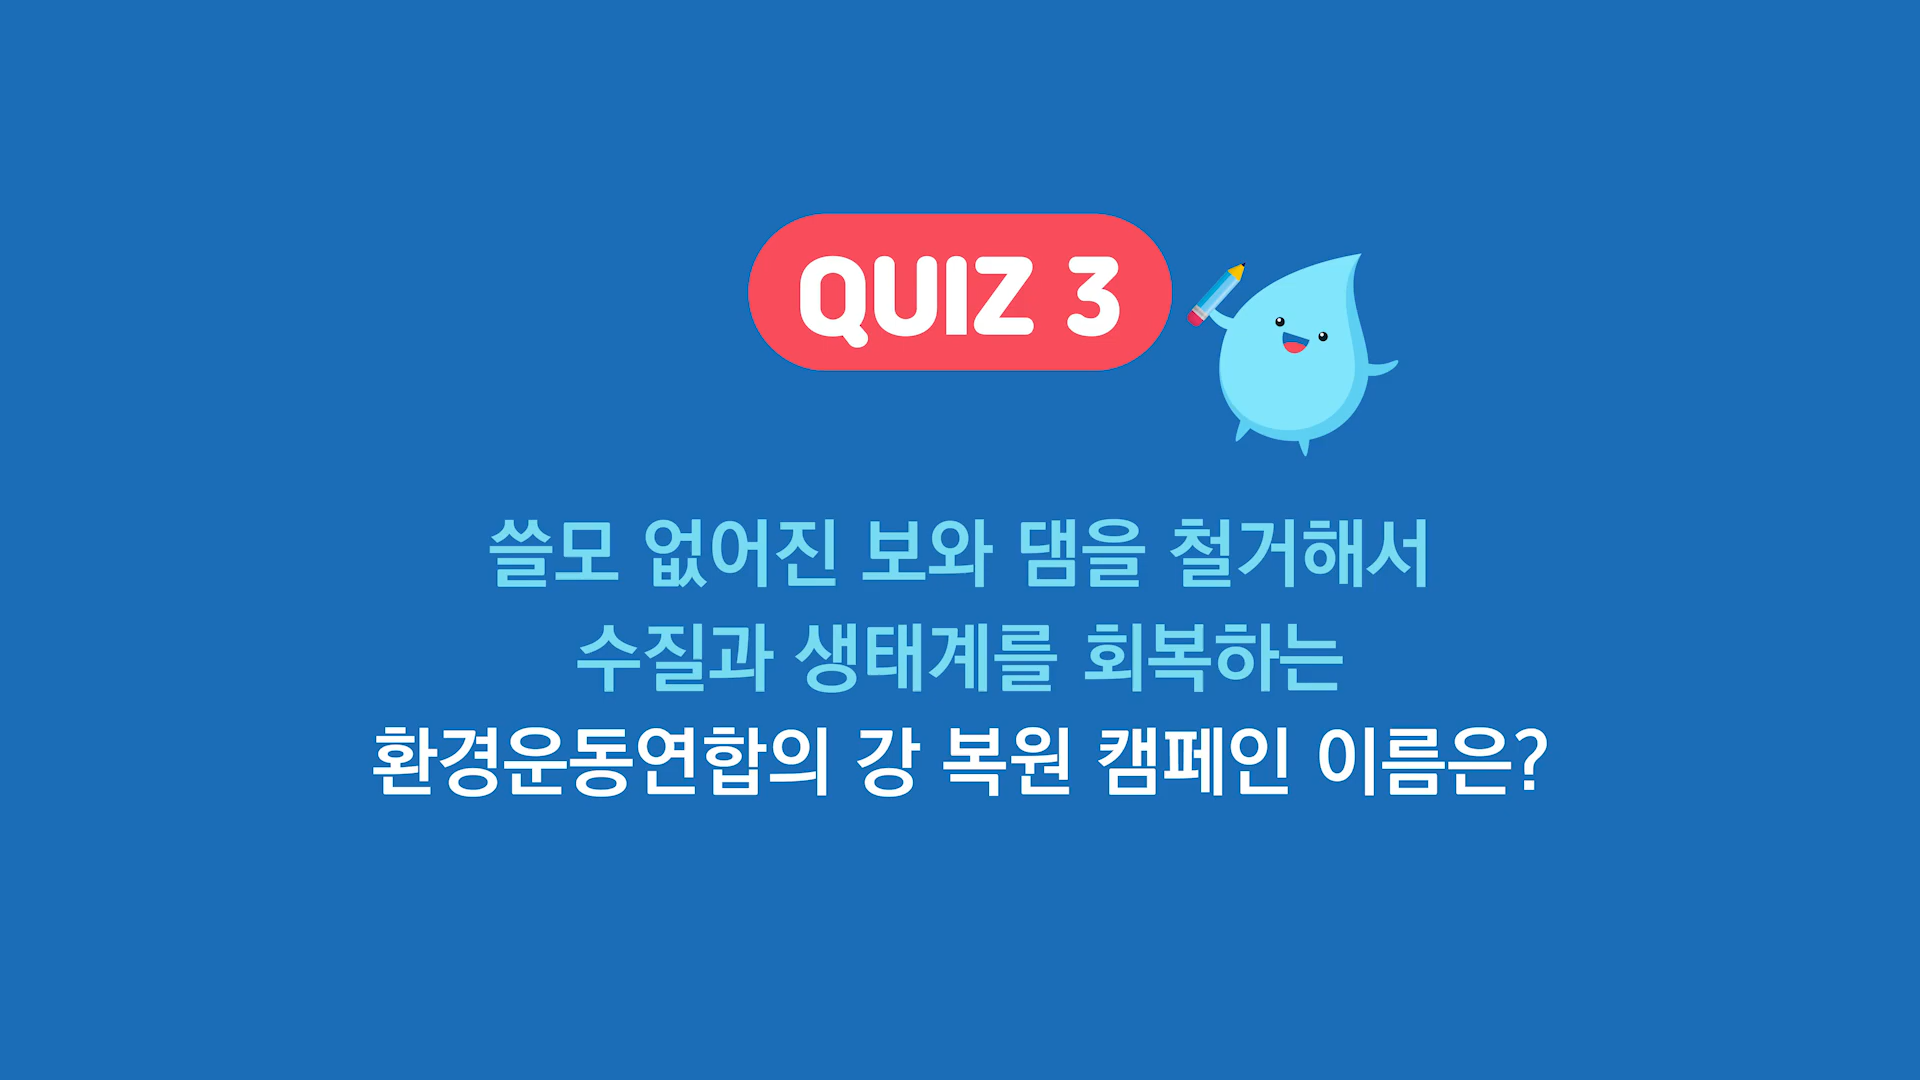 QUIZ 3
쓸모 없어진 보와 댐을 철거해서
수질과 생태계를 회복하는
환경운동연합의 강 복원 캠페인 이름은?